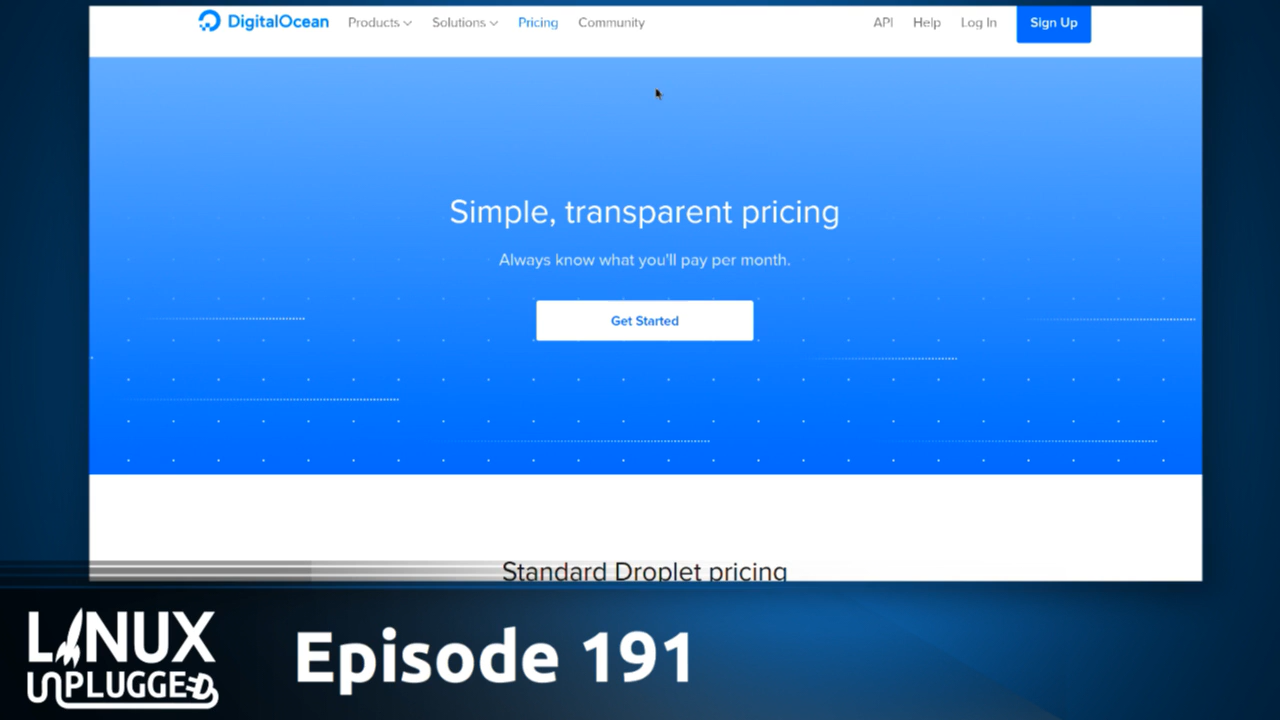 DigitalOcean Products Solutions Pricing Community API Help Log In Sign Up
Simple, transparent pricing
Always know what you'll pay per month.
Get Started
Standard Droplet pricing
LINUX
UNPLUGGED
Episode 191